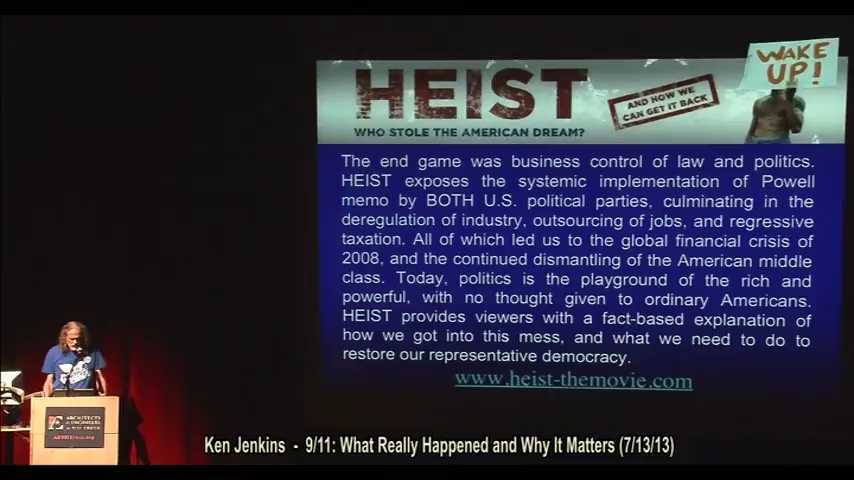 WAKE
UP!
HEIST
AND HOW WE
CAN GET IT BACK
WHO STOLE THE AMERICAN DREAM?
The end game was business control of law and politics.
HEIST exposes the systemic implementation of Powell
memo by BOTH U.S. political parties, culminating in the
deregulation of industry, outsourcing of jobs, and regressive
taxation. All of which led us to the global financial crisis of
2008, and the continued dismantling of the American middle
class. Today, politics is the playground of the rich and
powerful, with no thought given to ordinary Americans.
HEIST provides viewers with a fact-based explanation of
how we got into this mess, and what we need to do to
restore our representative democracy.
www.heist-themovie.com
ARCHITECTS
ENGINEERS
AE911Truth.org
Ken Jenkins - 9/11: What Really Happened and Why It Matters (7/13/13)